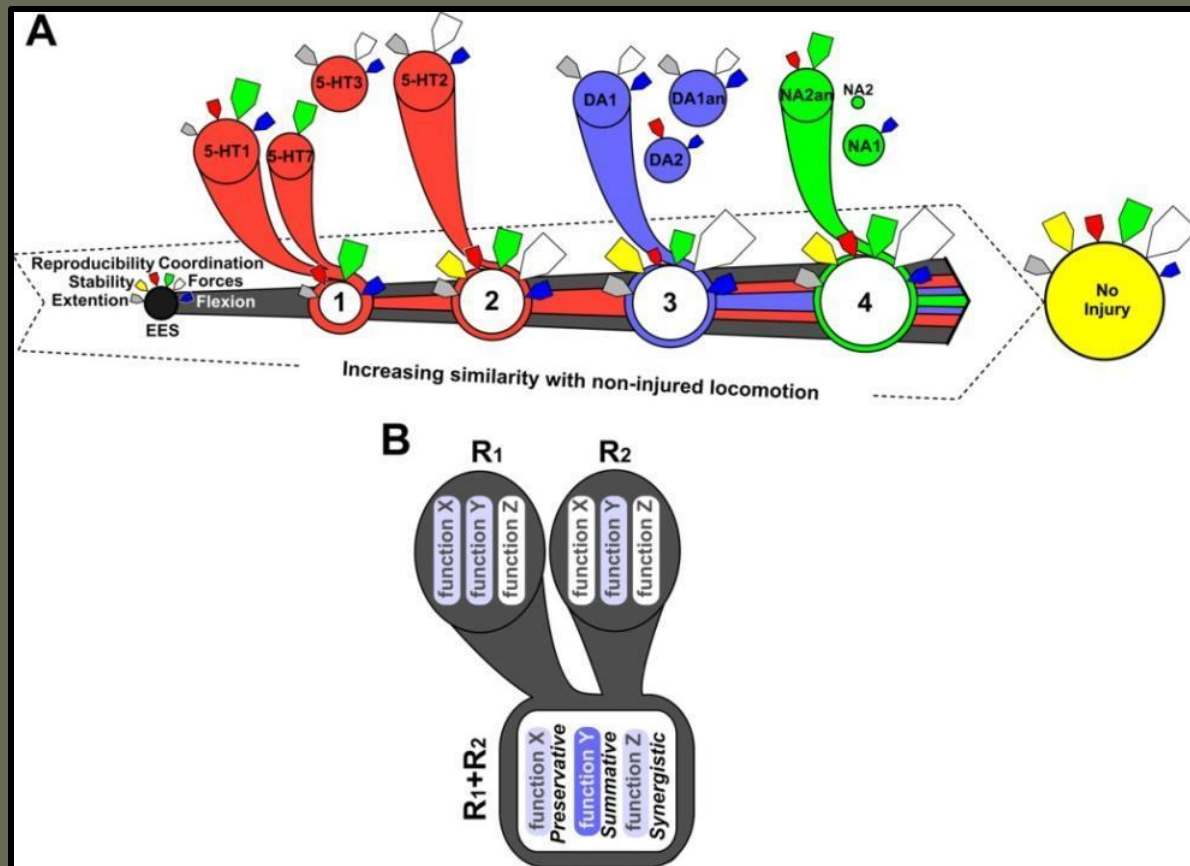 A
5-HT3
5-HT2
DA1
DA1an
NA2an
NA2
5-HT1
5-HT7
DA2
NA1
Reproducibility Coordination
Stability
Forces
Extention
Flexion
EES
1
2
3
4
No
Injury
Increasing similarity with non-injured locomotion
B
R1
R2
function X
function Y
function Z
function X
function Y
function Z
R1+R2
function X
Preservative
function Y
Summative
function Z
Synergistic